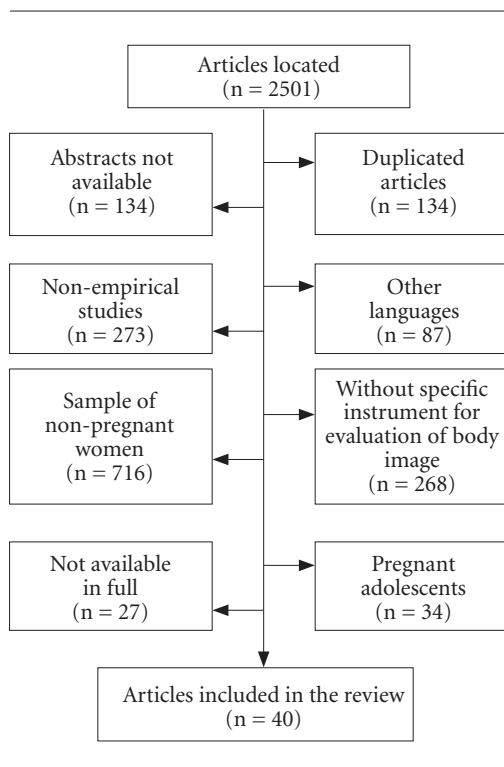 Articles located
(n = 2501)
Abstracts not
available
(n = 134)
Duplicated
articles
(n = 134)
Non-empirical
studies
(n = 273)
Other
languages
(n = 87)
Sample of
non-pregnant
women
(n = 716)
Without specific
instrument for
evaluation of body
image
(n = 268)
Not available
in full
(n = 27)
Pregnant
adolescents
(n = 34)
Articles included in the review
(n = 40)